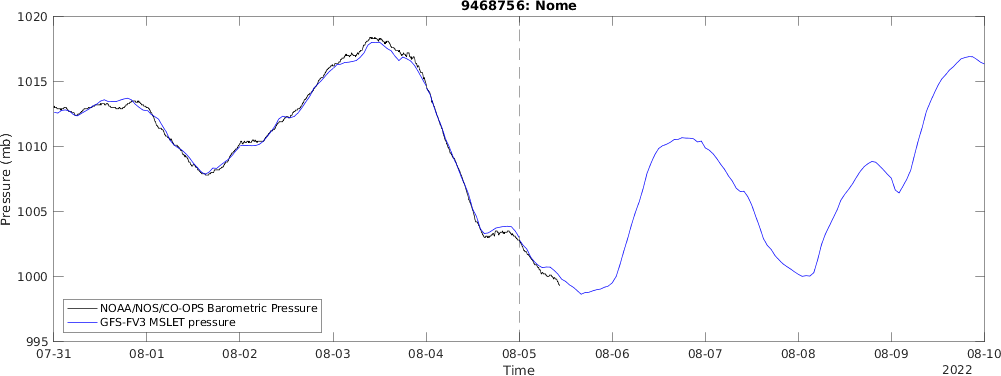 9468756: Nome
1020
1015
1010
1005
1000
995
Pressure (mb)
NOAA/NOS/CO-OPS Barometric Pressure
GFS-FV3 MSLET pressure
07-31 08-01 08-02 08-03 08-04 08-05 08-06 08-07 08-08 08-09 08-10
Time
2022